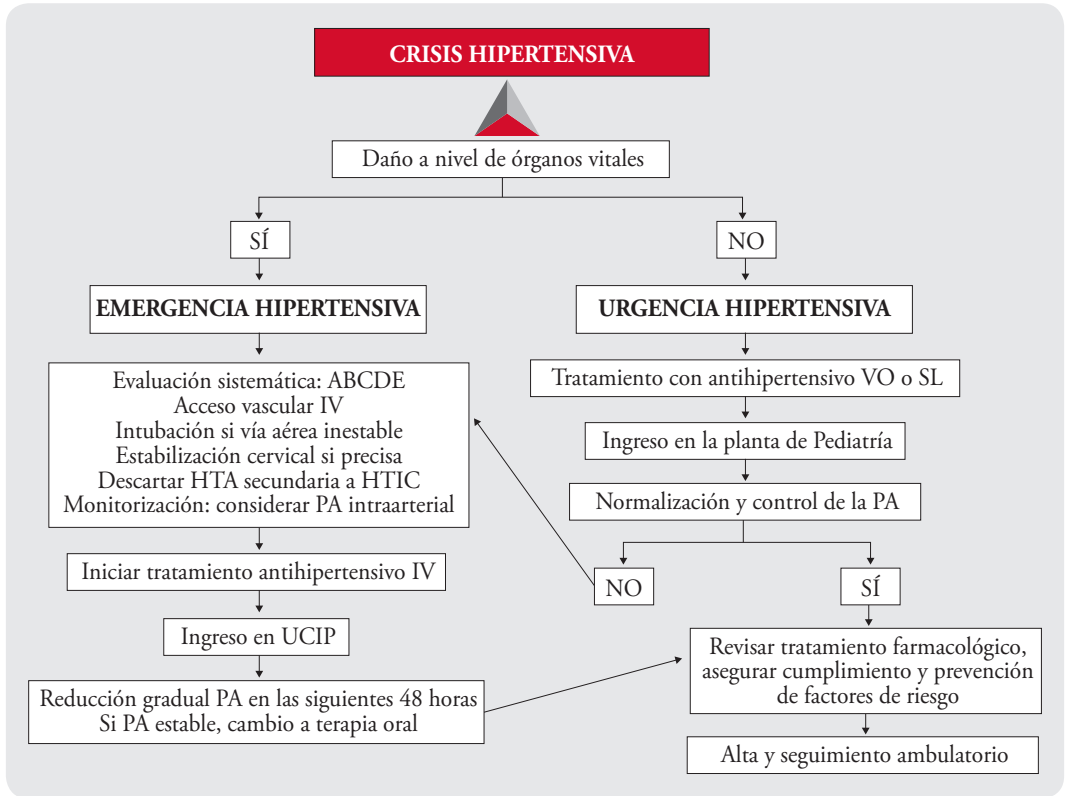 CRISIS HIPERTENSIVA
Daño a nivel de órganos vitales
SÍ
NO
EMERGENCIA HIPERTENSIVA
URGENCIA HIPERTENSIVA
Evaluación sistemática: ABCDE
Acceso vascular IV
Intubación si vía aérea inestable
Estabilización cervical si precisa
Descartar HTA secundaria a HTIC
Monitorización: considerar PA intraarterial
Iniciar tratamiento antihipertensivo IV
Ingreso en UCIP
Reducción gradual PA en las siguientes 48 horas
Si PA estable, cambio a terapia oral
Tratamiento con antihipertensivo VO o SL
Ingreso en la planta de Pediatría
Normalización y control de la PA
NO
SÍ
Revisar tratamiento farmacológico,
asegurar cumplimiento y prevención
de factores de riesgo
Alta y seguimiento ambulatorio